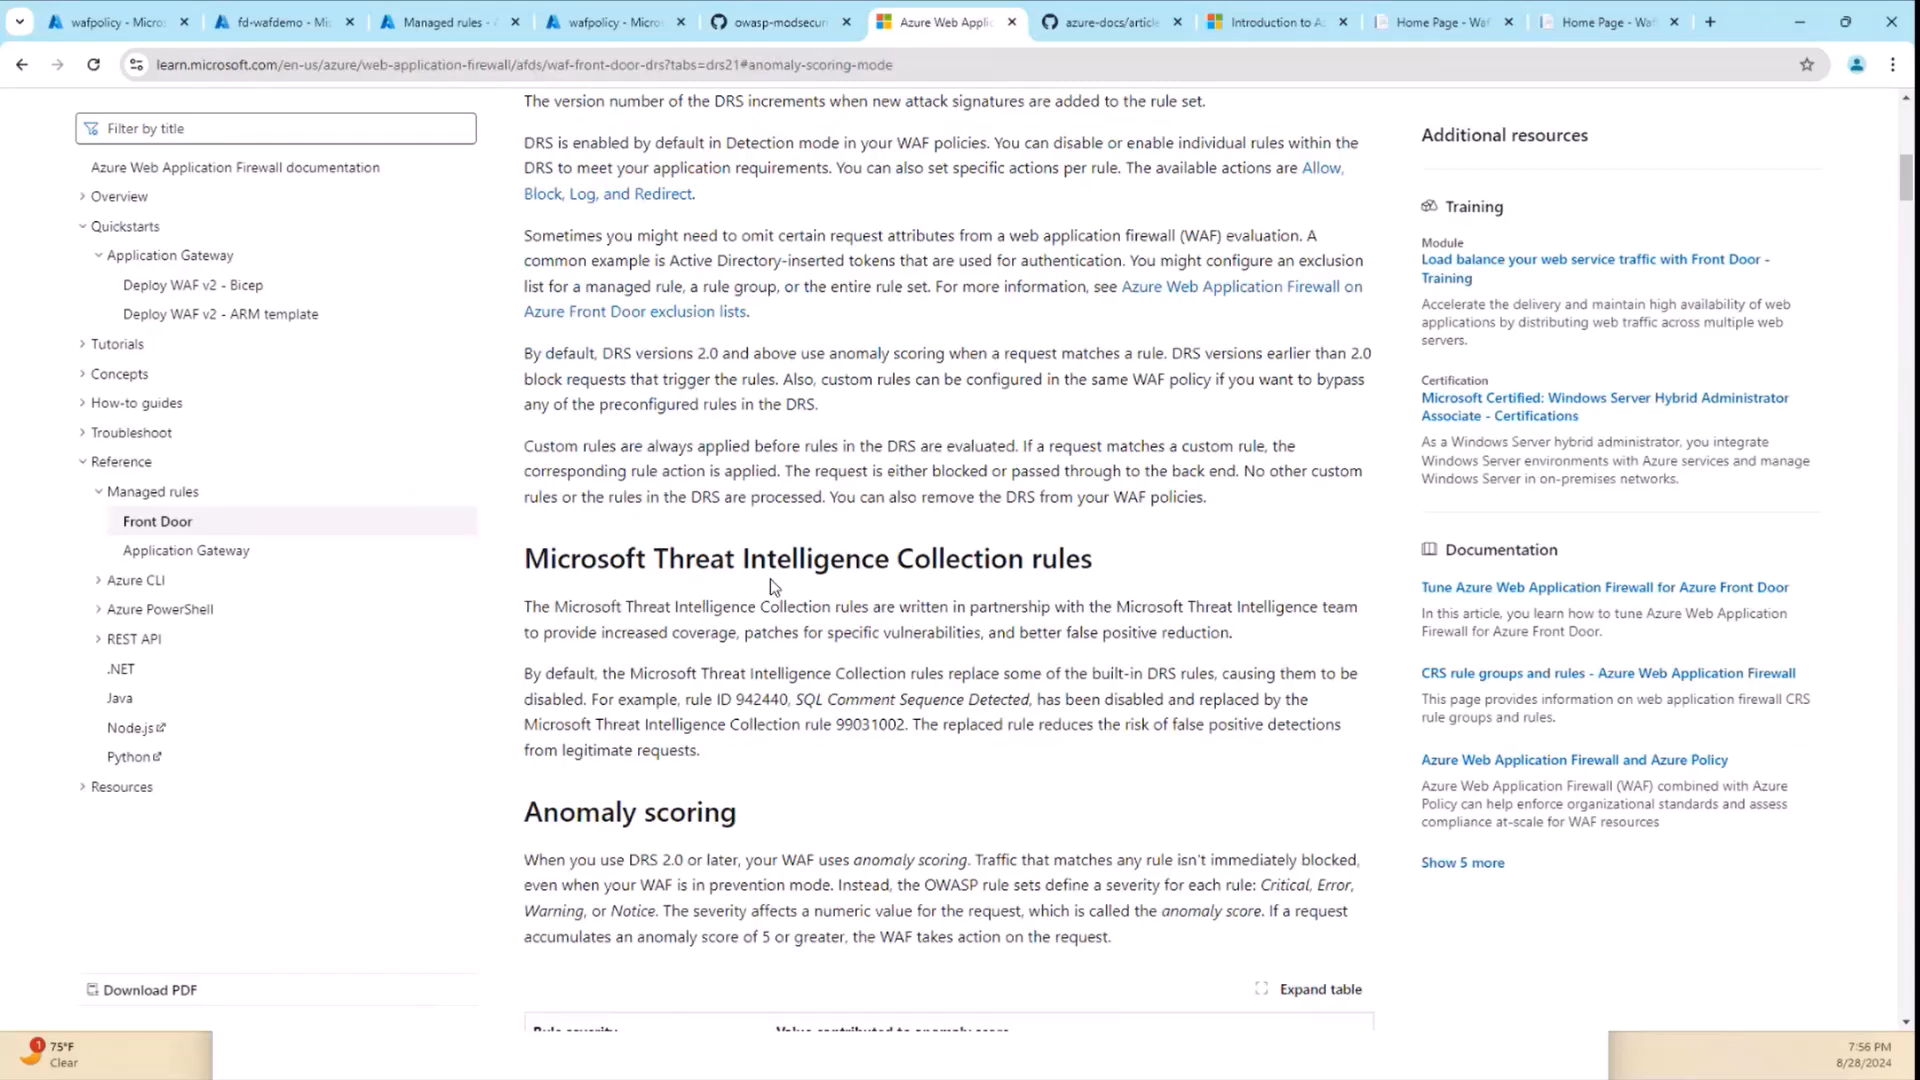 wafpolicy - Micros
fd-wafdemo - Mi
Managed rules - 
wafpolicy - Micros
owasp-modsecuri
Azure Web Applic
azure-docs/article
Introduction to A
Home Page - Waf
Home Page - Waf
learn.microsoft.com/en-us/azure/web-application-firewall/afds/waf-front-door-drs?tabs=drs21#anomaly-scoring-mode
Filter by title
Azure Web Application Firewall documentation
Overview
Quickstarts
Application Gateway
Deploy WAF v2 - Bicep
Deploy WAF v2 - ARM template
Tutorials
Concepts
How-to guides
Troubleshoot
Reference
Managed rules
Front Door
Application Gateway
Azure CLI
Azure PowerShell
REST API
.NET
Java
Node.js
Python
Resources
Download PDF
The version number of the DRS increments when new attack signatures are added to the rule set.
DRS is enabled by default in Detection mode in your WAF policies. You can disable or enable individual rules within the
DRS to meet your application requirements. You can also set specific actions per rule. The available actions are Allow,
Block, Log, and Redirect.
Sometimes you might need to omit certain request attributes from a web application firewall (WAF) evaluation. A
common example is Active Directory-inserted tokens that are used for authentication. You might configure an exclusion
list for a managed rule, a rule group, or the entire rule set. For more information, see Azure Web Application Firewall on
Azure Front Door exclusion lists.
By default, DRS versions 2.0 and above use anomaly scoring when a request matches a rule. DRS versions earlier than 2.0
block requests that trigger the rules. Also, custom rules can be configured in the same WAF policy if you want to bypass
any of the preconfigured rules in the DRS.
Custom rules are always applied before rules in the DRS are evaluated. If a request matches a custom rule, the
corresponding rule action is applied. The request is either blocked or passed through to the back end. No other custom
rules or the rules in the DRS are processed. You can also remove the DRS from your WAF policies.
Microsoft Threat Intelligence Collection rules
The Microsoft Threat Intelligence Collection rules are written in partnership with the Microsoft Threat Intelligence team
to provide increased coverage, patches for specific vulnerabilities, and better false positive reduction.
By default, the Microsoft Threat Intelligence Collection rules replace some of the built-in DRS rules, causing them to be
disabled. For example, rule ID 942440, SQL Comment Sequence Detected, has been disabled and replaced by the
Microsoft Threat Intelligence Collection rule 99031002. The replaced rule reduces the risk of false positive detections
from legitimate requests.
Anomaly scoring
When you use DRS 2.0 or later, your WAF uses anomaly scoring. Traffic that matches any rule isn't immediately blocked,
even when your WAF is in prevention mode. Instead, the OWASP rule sets define a severity for each rule: Critical, Error,
Warning, or Notice. The severity affects a numeric value for the request, which is called the anomaly score. If a request
accumulates an anomaly score of 5 or greater, the WAF takes action on the request.
Expand table
Rule severity
Value contributed to anomaly score
Additional resources
Training
Module
Load balance your web service traffic with Front Door -
Training
Accelerate the delivery and maintain high availability of web
applications by distributing web traffic across multiple web
servers.
Certification
Microsoft Certified: Windows Server Hybrid Administrator
Associate - Certifications
As a Windows Server hybrid administrator, you integrate
Windows Server environments with Azure services and manage
Windows Server in on-premises networks.
Documentation
Tune Azure Web Application Firewall for Azure Front Door
In this article, you learn how to tune Azure Web Application
Firewall for Azure Front Door.
CRS rule groups and rules - Azure Web Application Firewall
This page provides information on web application firewall CRS
rule groups and rules.
Azure Web Application Firewall and Azure Policy
Azure Web Application Firewall (WAF) combined with Azure
Policy can help enforce organizational standards and assess
compliance at-scale for WAF resources
Show 5 more
1
75°F
Clear
7:56 PM
8/28/2024